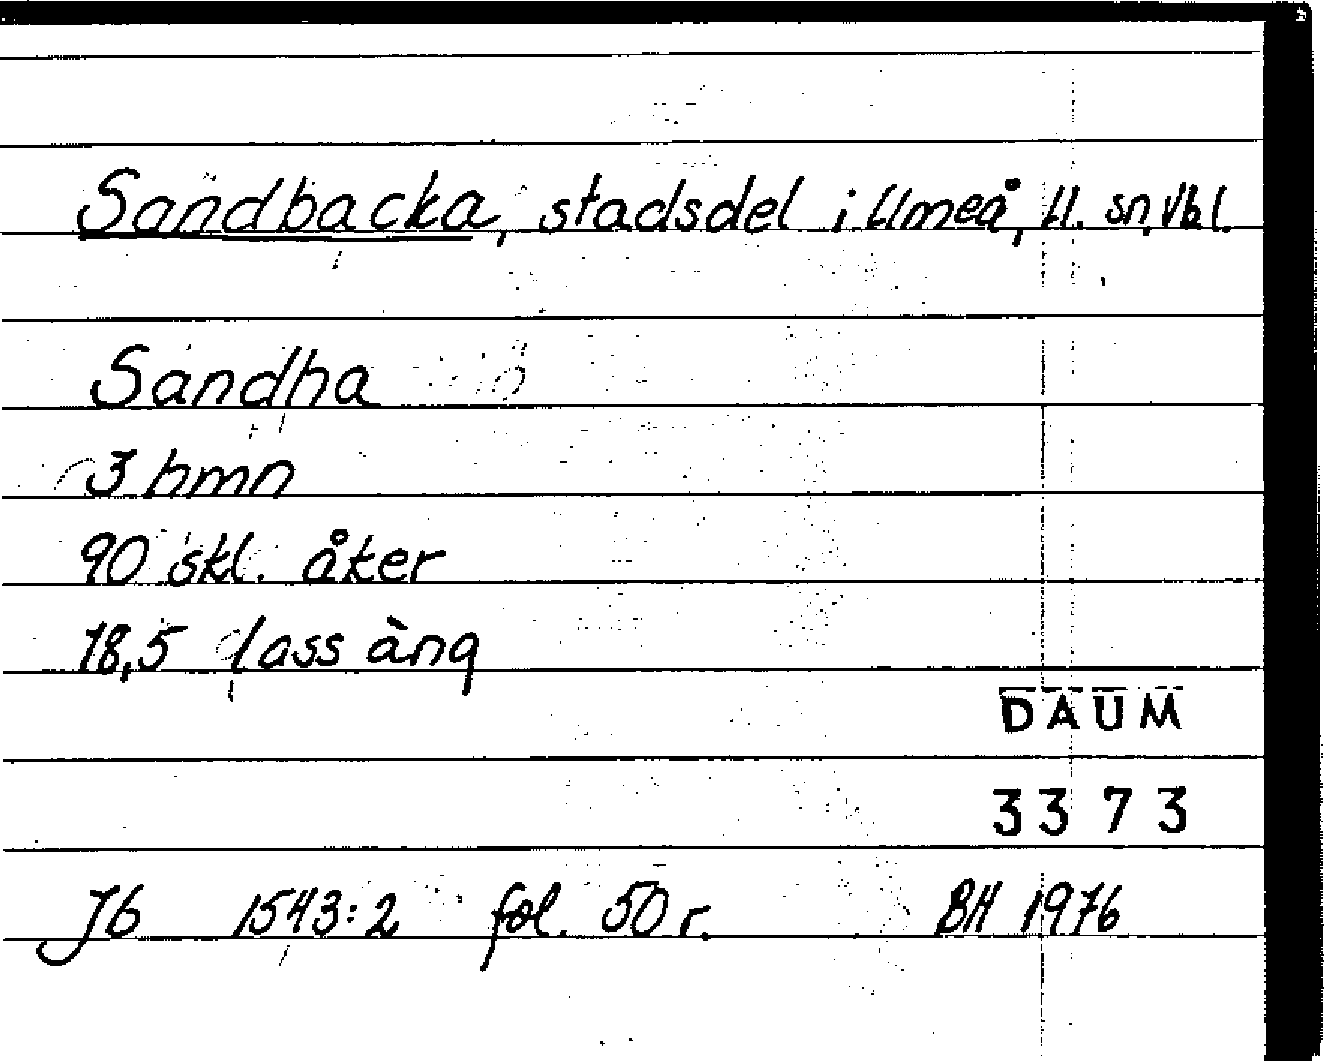 Sandbacka, stadsdel i Umeå, U. sn, Vbl.
Sandha
3 hmn
90 skl. åker
18,5 lass äng
DAUM
3373
Jb 1543:2 fol. 50 r. BH 1976